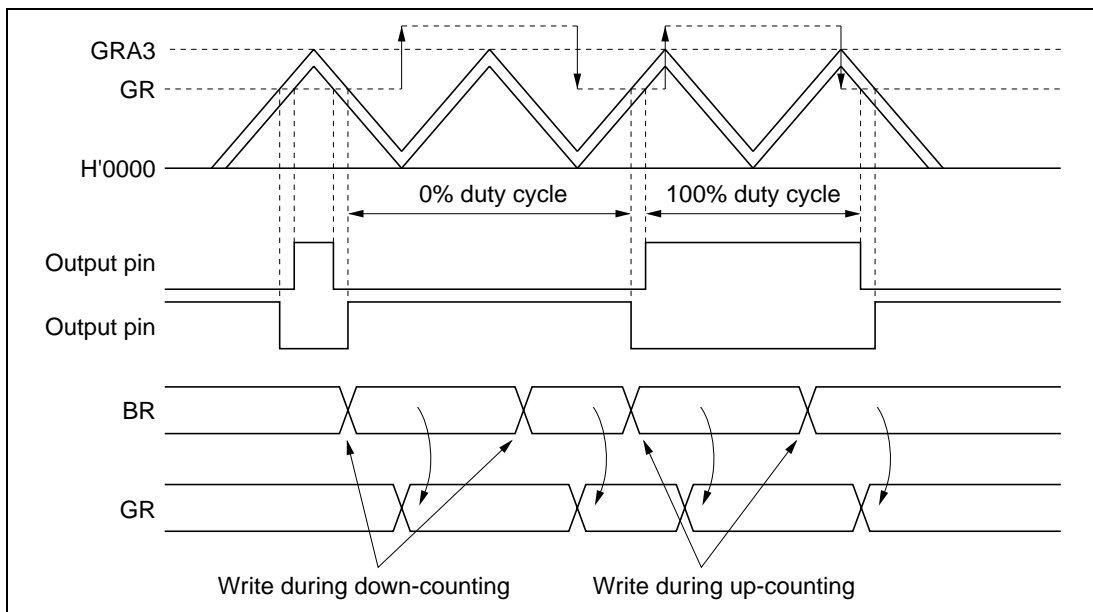 GRA3
GR
H'0000
0% duty cycle
100% duty cycle
Output pin
Output pin
BR
GR
Write during down-counting
Write during up-counting